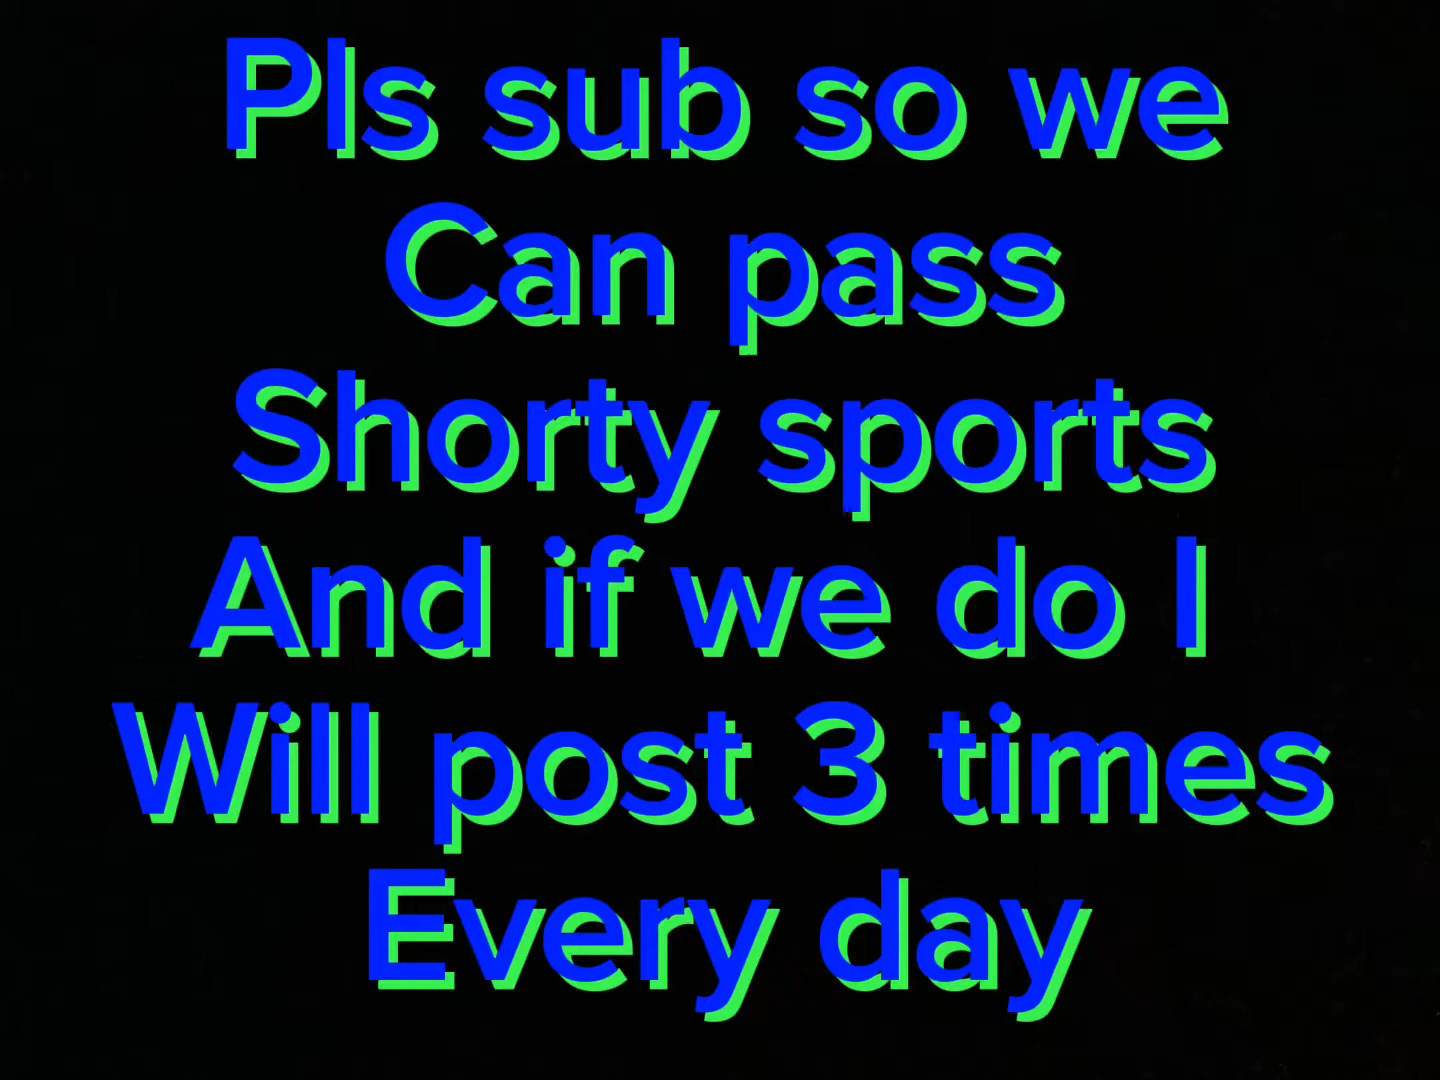 Pls sub so we
Can pass
Shorty sports
And if we do I
Will post 3 times
Every day